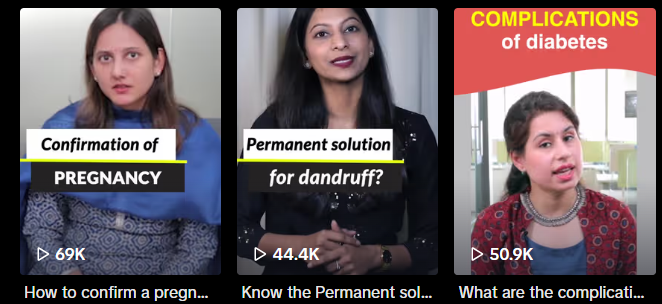 Confirmation of
PREGNANCY
69K
How to confirm a pregn...
Permanent solution
for dandruff?
44.4K
Know the Permanent sol...
COMPLICATIONS
of diabetes
50.9K
What are the complicati...